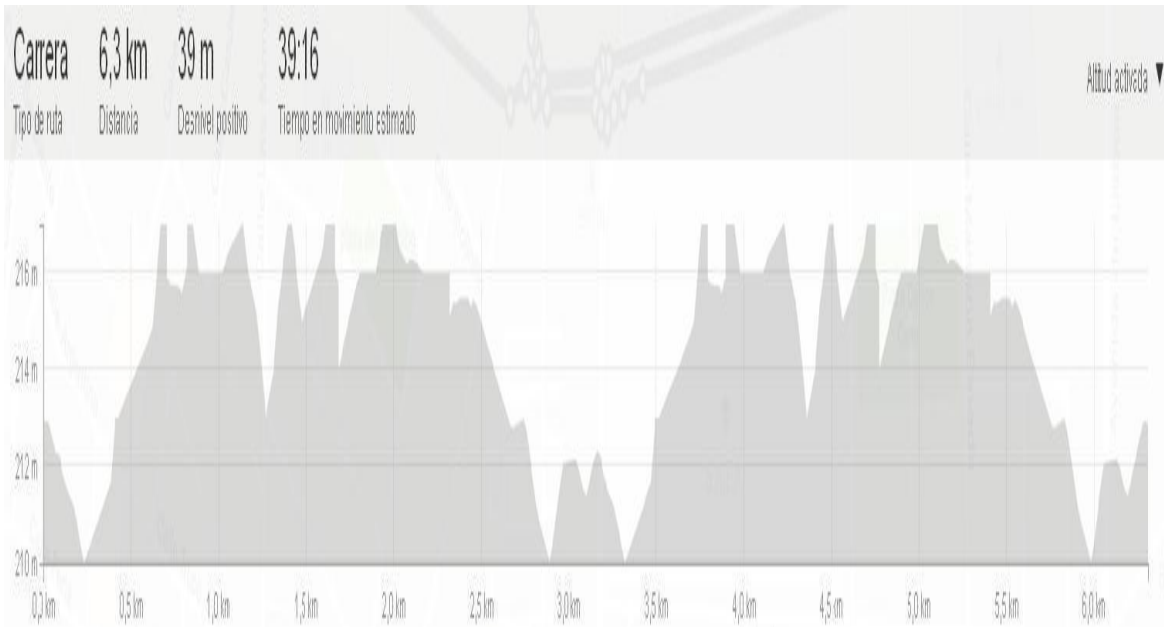 Carrera 6,3 km 39 m 39:16
Tipo de ruta Distancia Desnivel positivo Tiempo en movimiento estimado
Altitud activada ▼
216 m
214 m
212 m
210 m
0,0 km 0,5 km 1,0 km 1,5 km 2,0 km 2,5 km 3,0 km 3,5 km 4,0 km 4,5 km 5,0 km 5,5 km 6,0 km